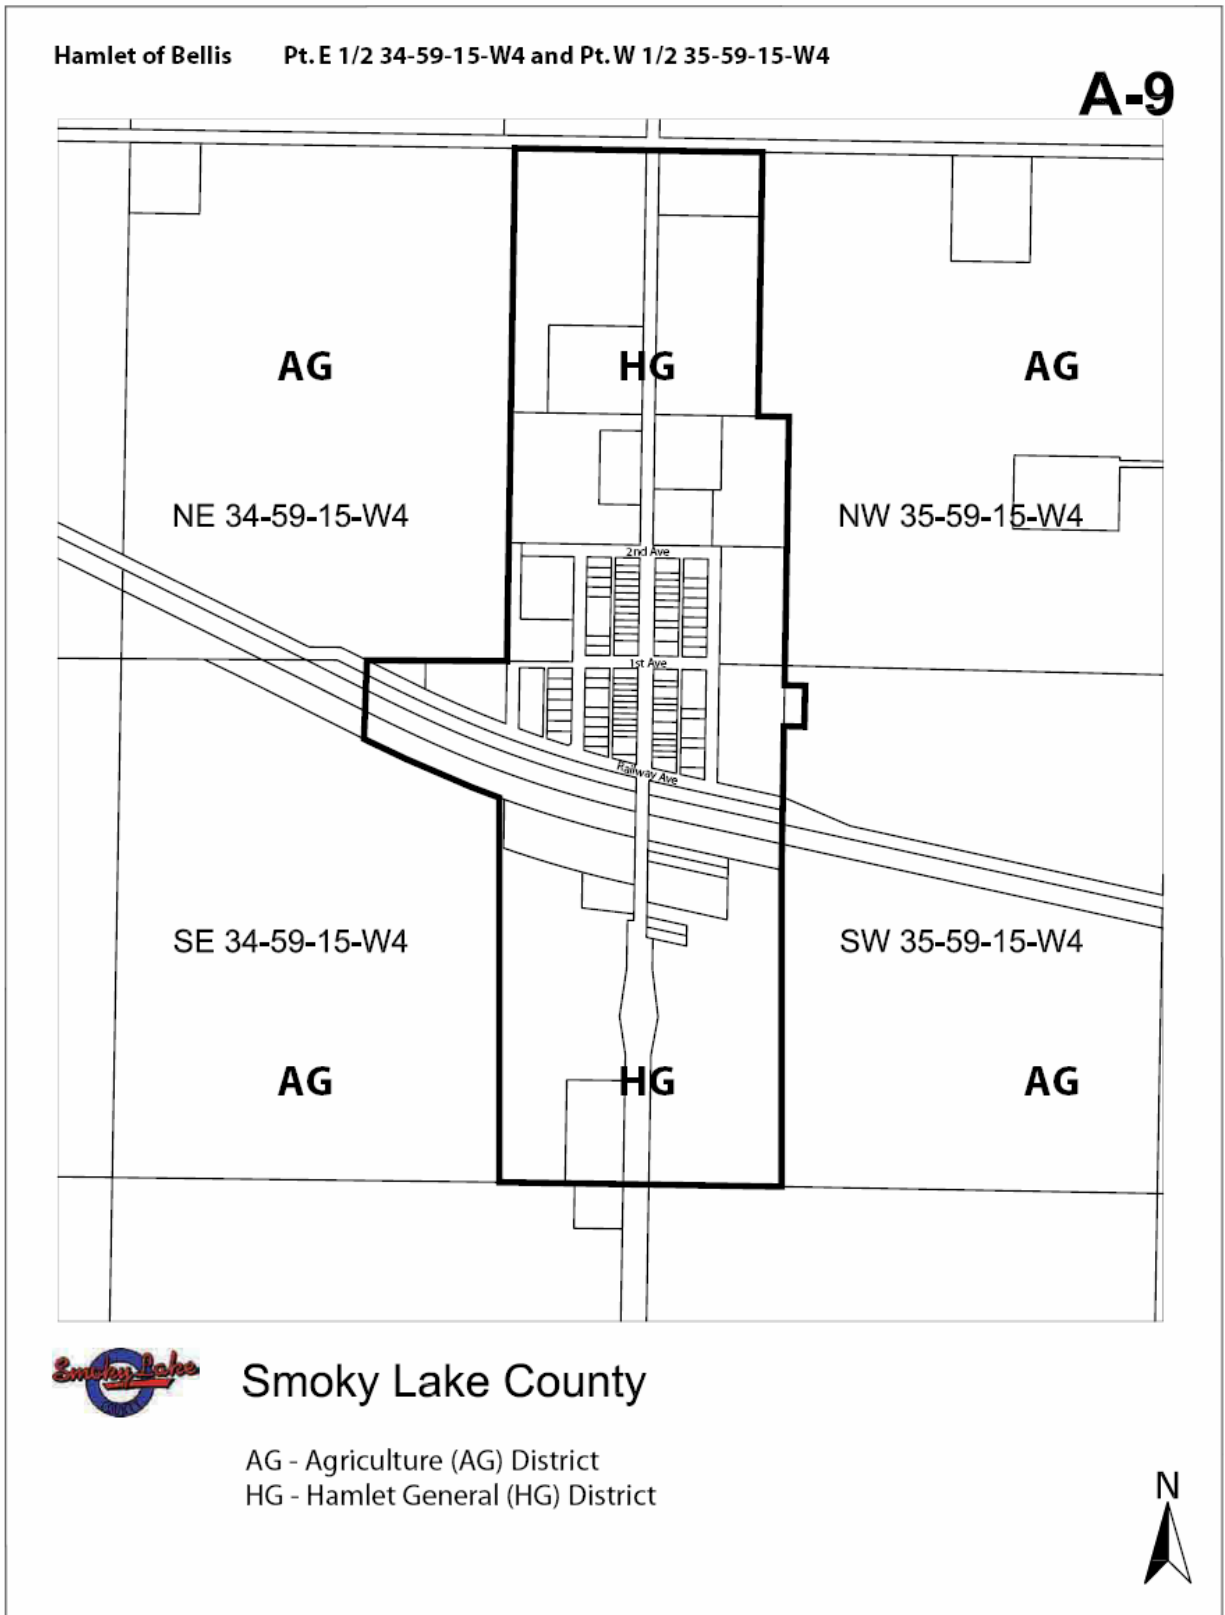 Hamlet of Bellis Pt. E 1/2 34-59-15-W4 and Pt. W 1/2 35-59-15-W4
A-9
AG HG AG
NE 34-59-15-W4 NW 35-59-15-W4
2nd Ave
1st Ave
Railway Ave
SE 34-59-15-W4 SW 35-59-15-W4
AG HG AG
Smoky Lake
COUNTY
Smoky Lake County
AG - Agriculture (AG) District
HG - Hamlet General (HG) District
N